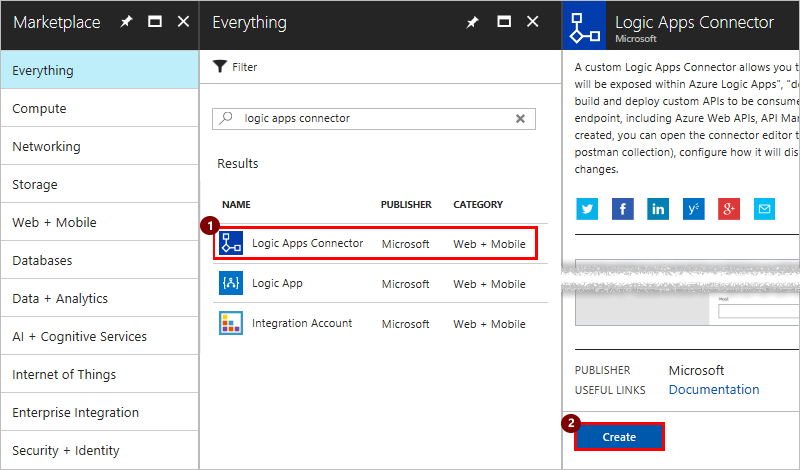 Marketplace
Everything
Compute
Networking
Storage
Web + Mobile
Databases
Data + Analytics
AI + Cognitive Services
Internet of Things
Enterprise Integration
Security + Identity
Everything
Filter
logic apps connector
Results
NAME PUBLISHER CATEGORY
1
Logic Apps Connector Microsoft Web + Mobile
Logic App Microsoft Web + Mobile
Integration Account Microsoft Web + Mobile
Logic Apps Connector
Microsoft
A custom Logic Apps Connector allows you t
will be exposed within Azure Logic Apps", "de
build and deploy custom APIs to be consume
endpoint, including Azure Web APIs, API Mar
created, you can open the connector editor t
postman collection), configure how it will dis
changes.
Host
PUBLISHER Microsoft
USEFUL LINKS Documentation
2
Create